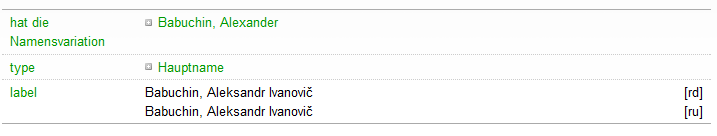 hat die Babuchin, Alexander
Namensvariation
type Hauptname
label Babuchin, Aleksandr Ivanovič [rd]
Babuchin, Aleksandr Ivanovič [ru]